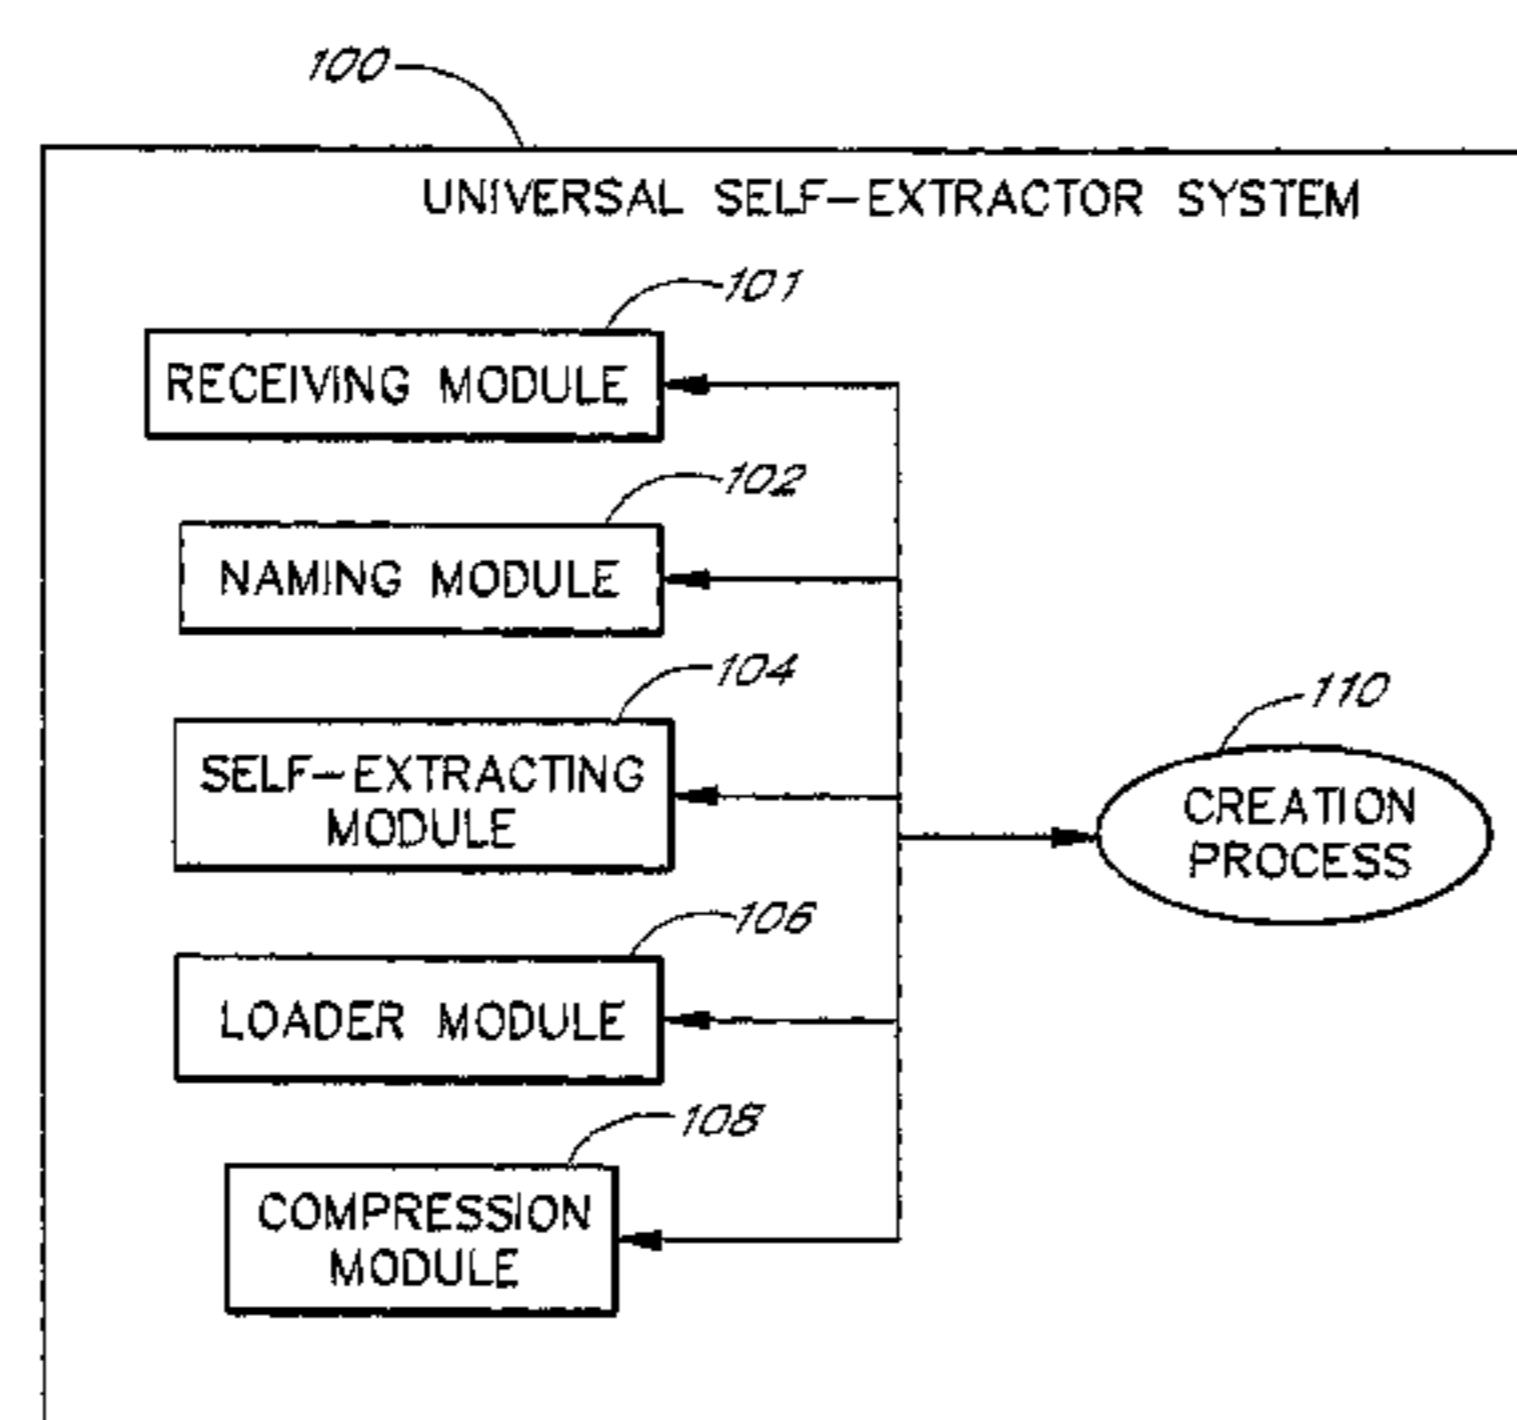 100
UNIVERSAL SELF-EXTRACTOR SYSTEM
101
RECEIVING MODULE
102
NAMING MODULE
104
SELF-EXTRACTING
MODULE
110
CREATION
PROCESS
106
LOADER MODULE
108
COMPRESSION
MODULE